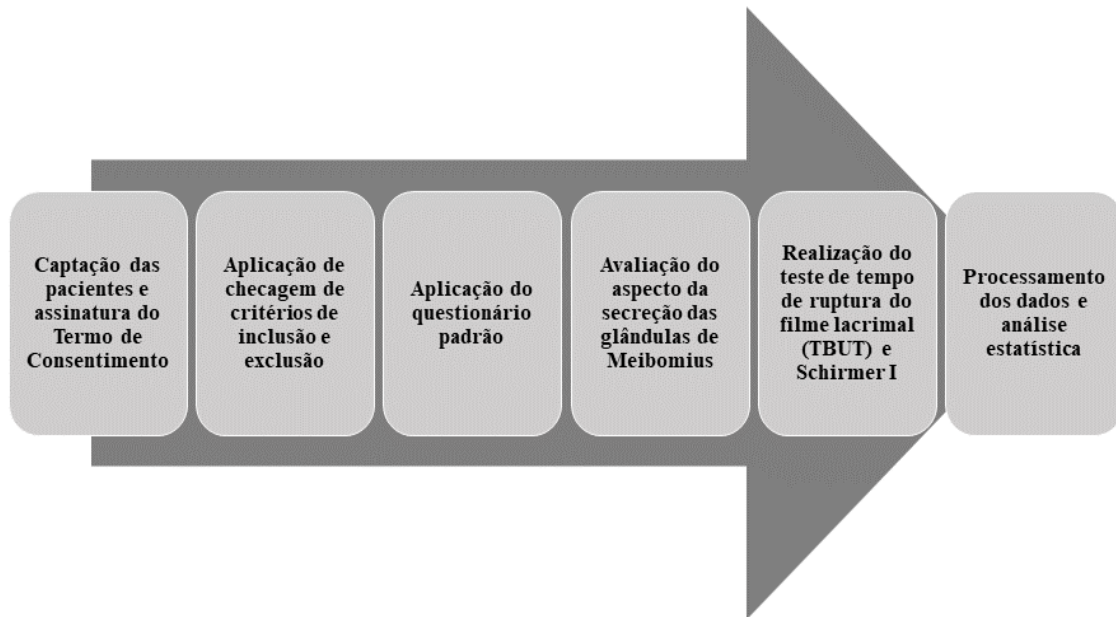 Captação das
pacientes e
assinatura do
Termo de
Consentimento
Aplicação de
checagem de
critérios de
inclusão e
exclusão
Aplicação do
questionário
padrão
Avaliação do
aspecto da
secreção das
glândulas de
Meibomius
Realização do
teste de tempo
de ruptura do
filme lacrimal
(TBUT) e
Schirmer I
Processamento
dos dados e
análise
estatística